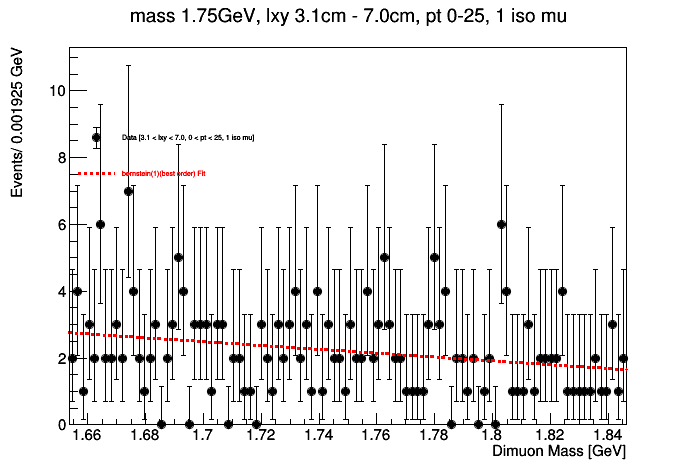 mass 1.75GeV, lxy 3.1cm - 7.0cm, pt 0-25, 1 iso mu
Events/ 0.001925 GeV
10
8
6
4
2
0
Data [3.1 < lxy < 7.0, 0 < pt < 25, 1 iso mu]
bernstein(1)(best order) Fit
1.66 1.68 1.7 1.72 1.74 1.76 1.78 1.8 1.82 1.84
Dimuon Mass [GeV]